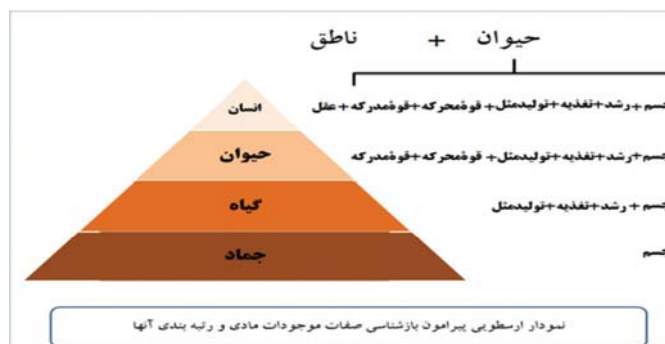 حیوان + ناطق
جسم+رشد+تغذیه+تولیدمثل+قوهٔمحرکه+قوهٔمدرکه+عقل
انسان
جسم+رشد+تغذیه+تولیدمثل+قوهٔمحرکه+قوهٔمدرکه
حیوان
جسم + رشد+تغذیه+تولیدمثل
گیاه
جسم
جماد
نمودار ارسطویی پیرامون بازشناسی صفات موجودات مادی و رتبه بندی آنها